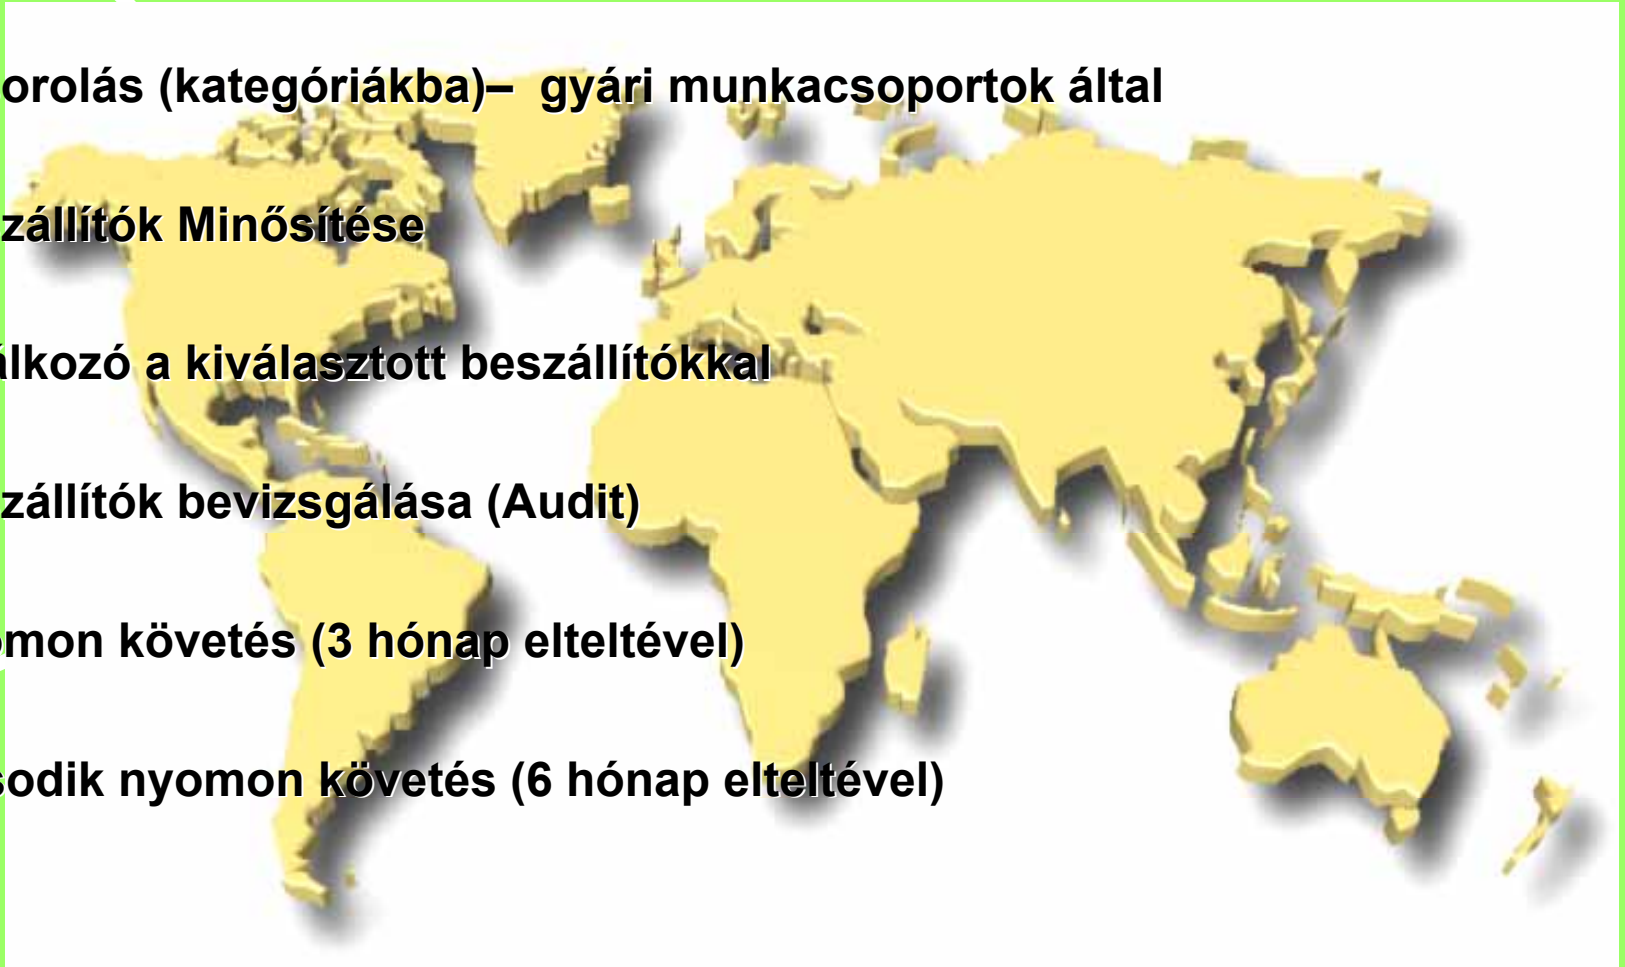 orolás (kategóriákba)– gyári munkacsoportok által
zállítók Minősítése
álkozó a kiválasztott beszállítókkal
zállítók bevizsgálása (Audit)
omon követés (3 hónap elteltével)
sodik nyomon követés (6 hónap elteltével)